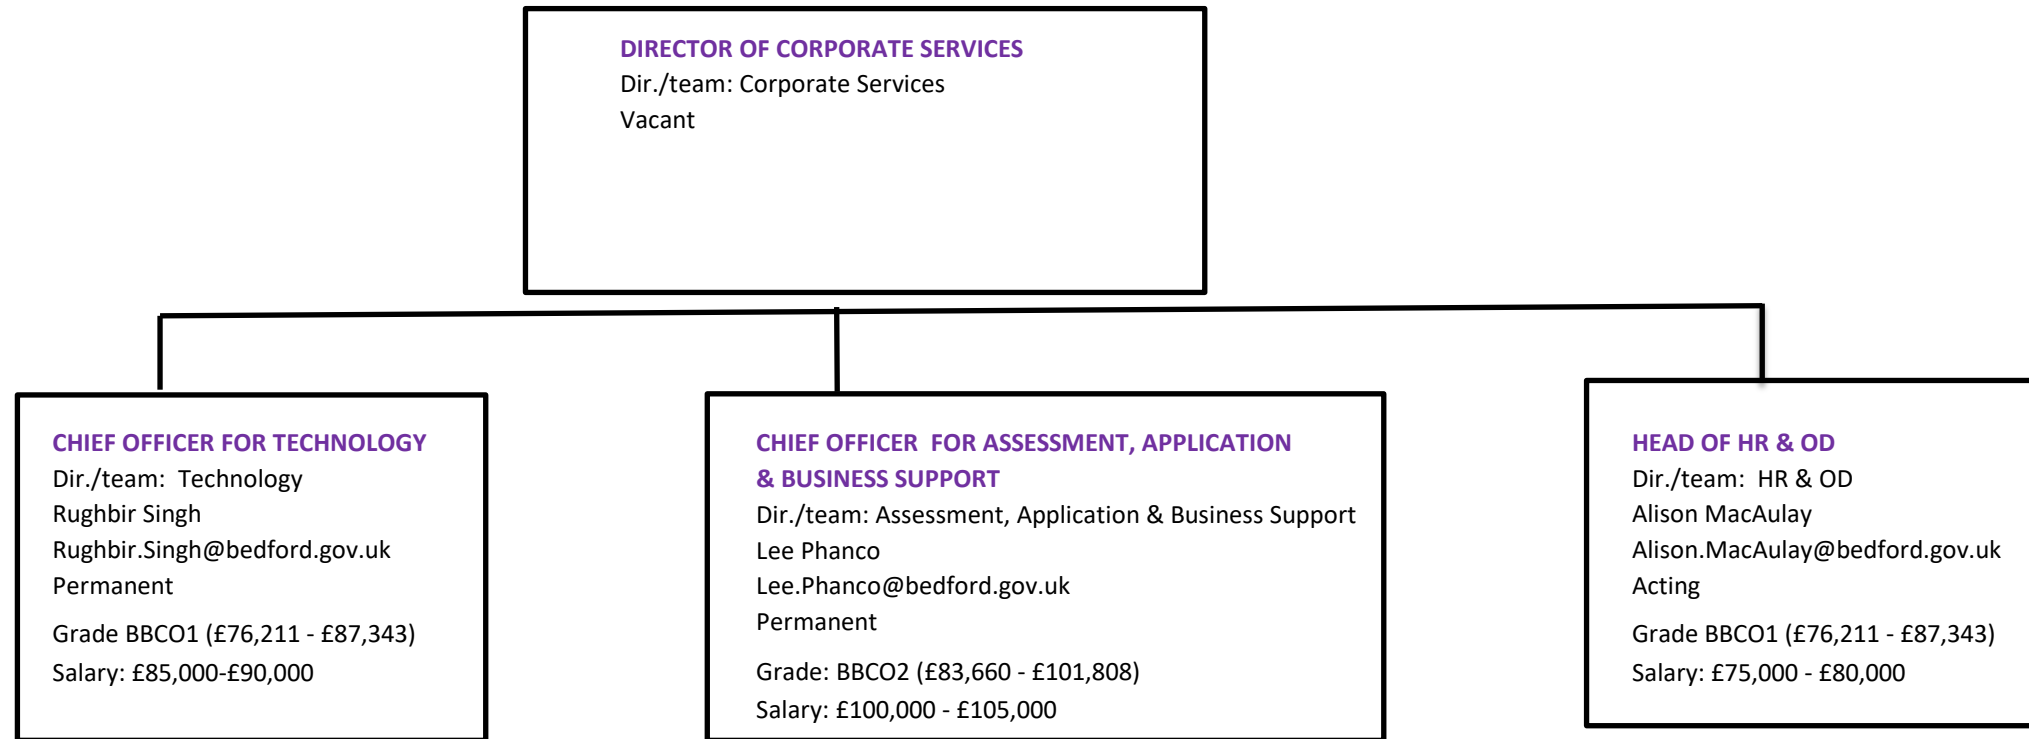 DIRECTOR OF CORPORATE SERVICES
Dir./team: Corporate Services
Vacant
CHIEF OFFICER FOR TECHNOLOGY
Dir./team:  Technology
Rughbir Singh
Rughbir.Singh@bedford.gov.uk
Permanent
Grade BBCO1 (£76,211 - £87,343)
Salary: £85,000-£90,000
CHIEF OFFICER  FOR ASSESSMENT, APPLICATION
& BUSINESS SUPPORT
Dir./team: Assessment, Application & Business Support
Lee Phanco
Lee.Phanco@bedford.gov.uk
Permanent
Grade: BBCO2 (£83,660 - £101,808)
Salary: £100,000 - £105,000
HEAD OF HR & OD
Dir./team:  HR & OD
Alison MacAulay
Alison.MacAulay@bedford.gov.uk
Acting
Grade BBCO1 (£76,211 - £87,343)
Salary: £75,000 - £80,000